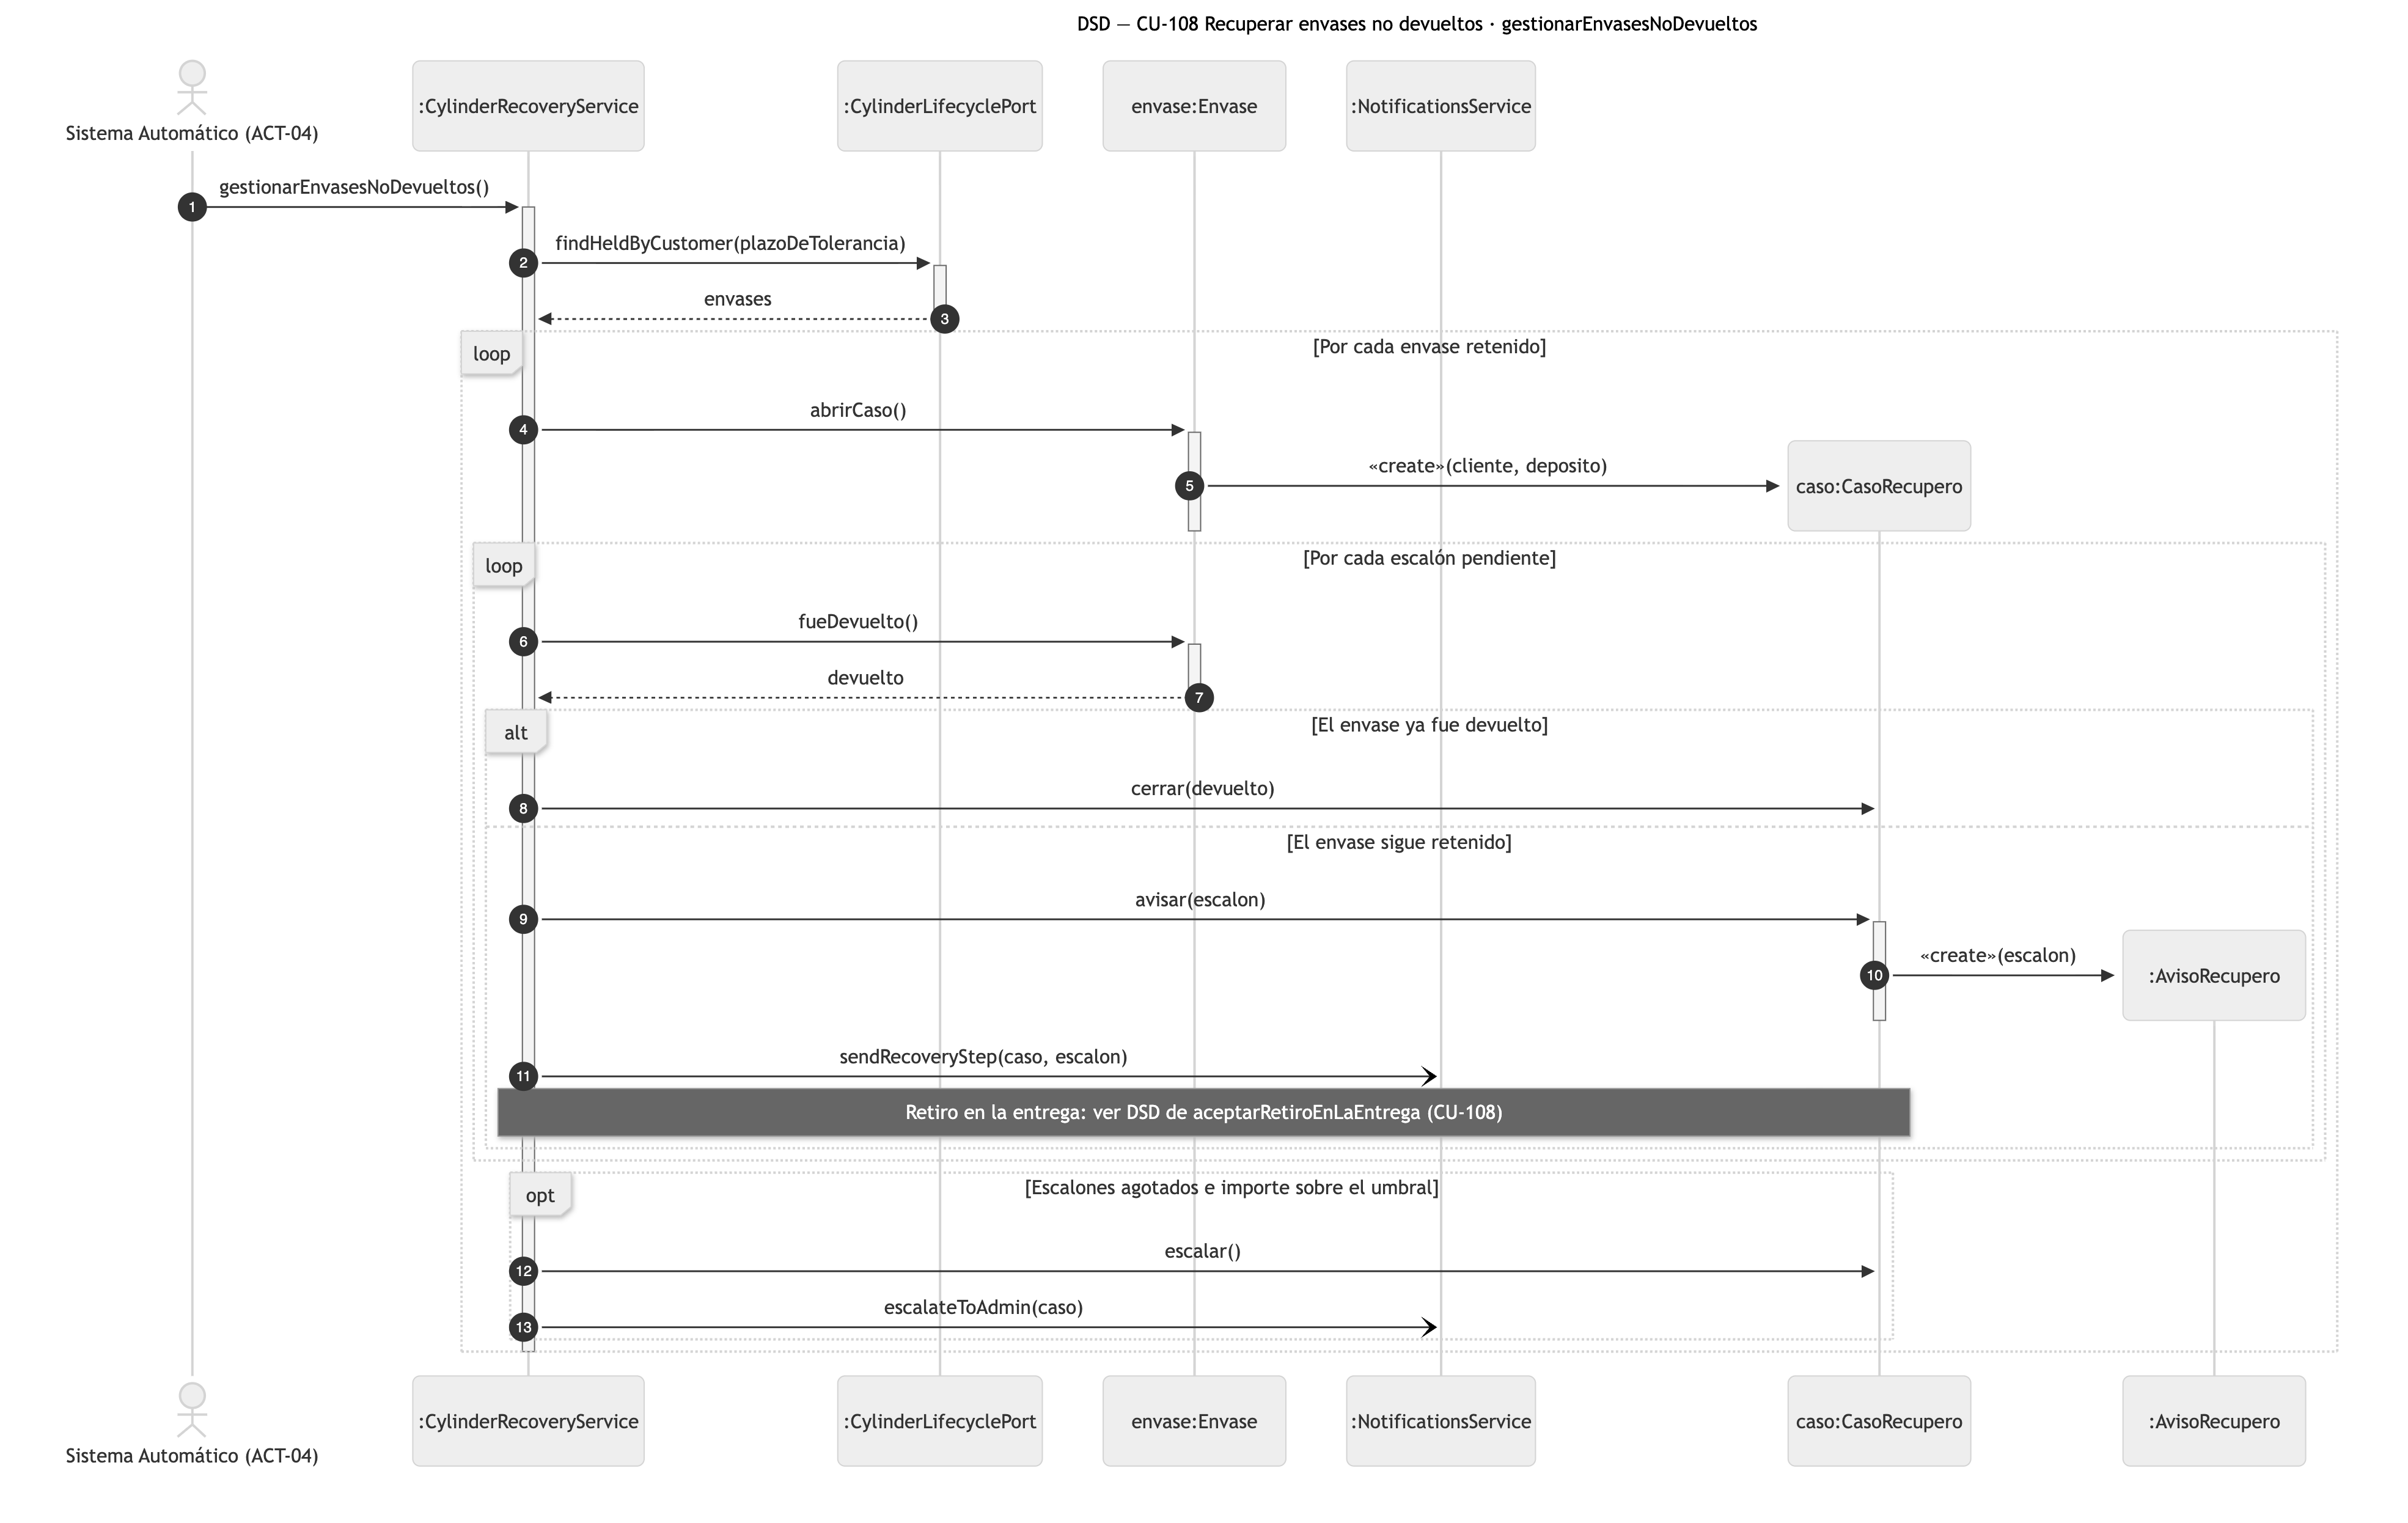 DSD — CU-108 Recuperar envases no devueltos · gestionarEnvasesNoDevueltos
Sistema Automático (ACT-04)
:CylinderRecoveryService
:CylinderLifecyclePort
envase:Envase
:NotificationsService
gestionarEnvasesNoDevueltos()
1
findHeldByCustomer(plazoDeTolerancia)
2
envases
3
loop
[Por cada envase retenido]
abrirCaso()
4
«create»(cliente, deposito)
5
caso:CasoRecupero
loop
[Por cada escalón pendiente]
fueDevuelto()
6
devuelto
7
alt
[El envase ya fue devuelto]
cerrar(devuelto)
8
[El envase sigue retenido]
avisar(escalon)
9
«create»(escalon)
10
:AvisoRecupero
sendRecoveryStep(caso, escalon)
11
Retiro en la entrega: ver DSD de aceptarRetiroEnLaEntrega (CU-108)
opt
[Escalones agotados e importe sobre el umbral]
escalar()
12
escalateToAdmin(caso)
13
Sistema Automático (ACT-04)
:CylinderRecoveryService
:CylinderLifecyclePort
envase:Envase
:NotificationsService
caso:CasoRecupero
:AvisoRecupero